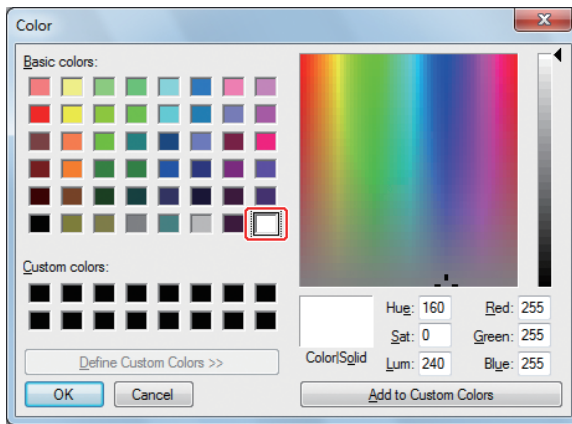 Color
Basic colors:
Custom colors:
Define Custom Colors >>
OK Cancel
Color|Solid
Hue: 160 Red: 255
Sat: 0 Green: 255
Lum: 240 Blue: 255
Add to Custom Colors